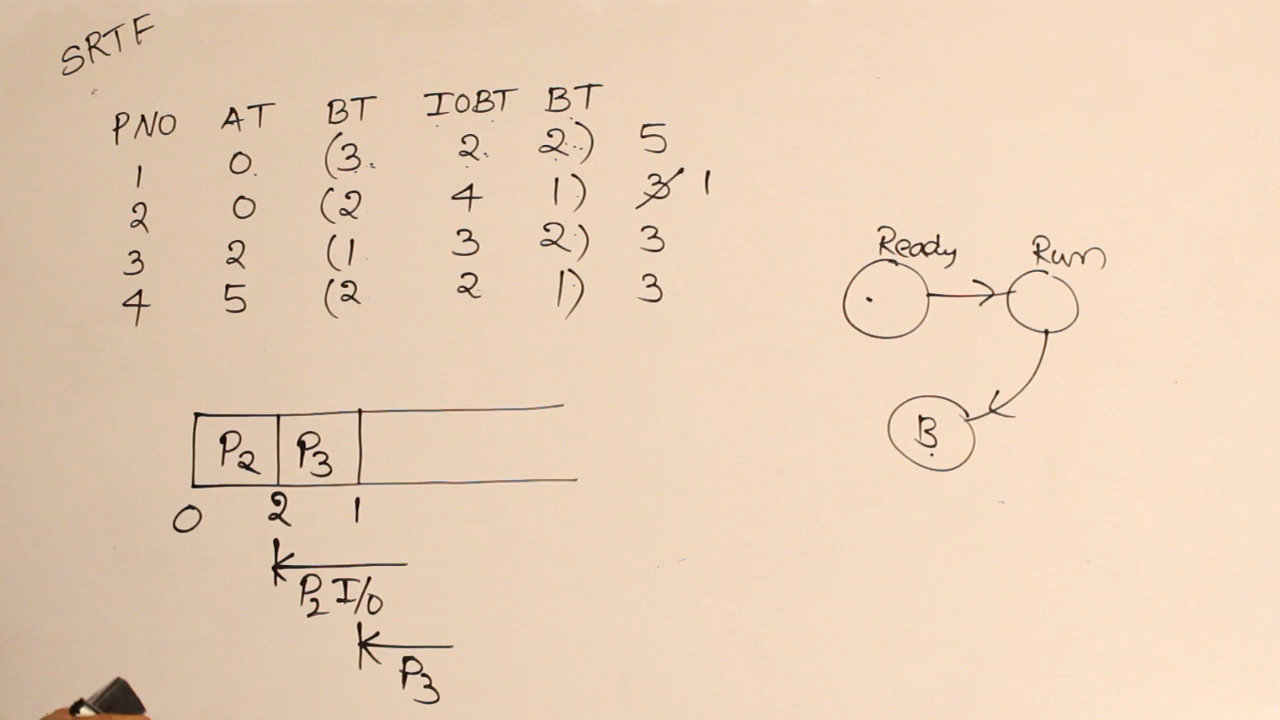 SRTF
PNO AT BT IOBT BT
1 0 (3 2 2) 5
2 0 (2 4 1) 3 1
3 2 (1 3 2) 3
4 5 (2 2 1) 3
Ready Run
B
P2 P3
0 2 1
P2 I/O
P3